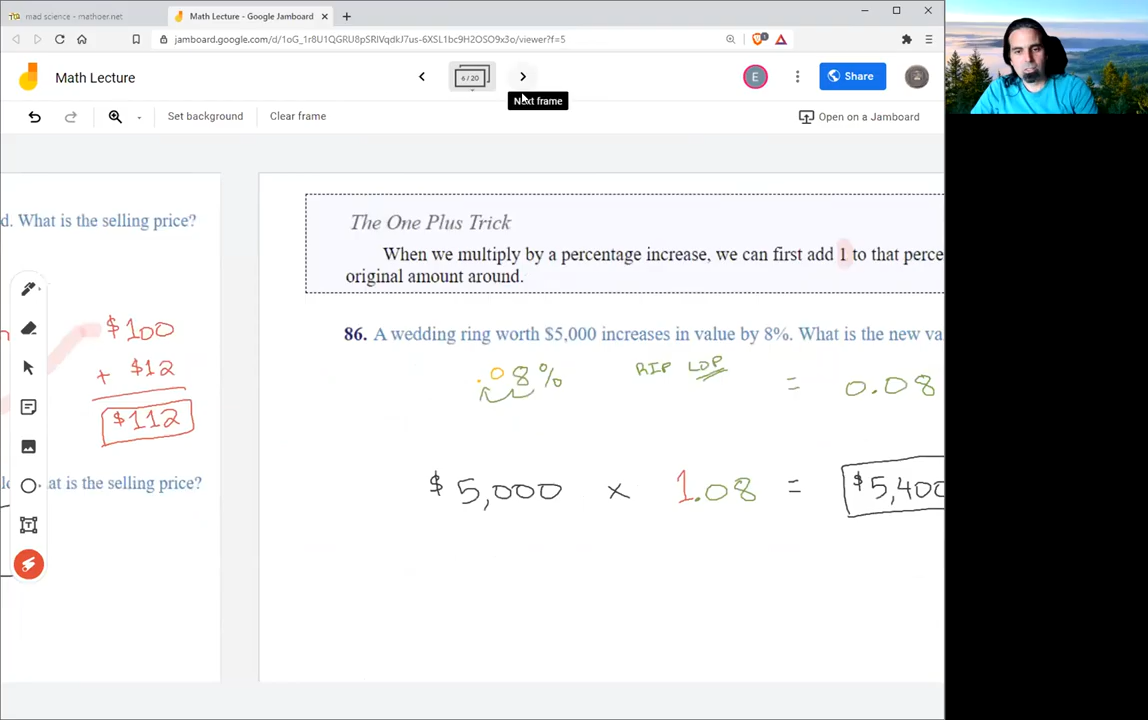 mad science - mathoer.net
Math Lecture - Google Jamboard
jamboard.google.com/d/1oG_1r8U1QGRU8pSRIVqdkJ7us-6XSL1bc9H2OSO9x3o/viewer?f=5
Math Lecture
6 / 20
E
Share
Next frame
Set background
Clear frame
Open on a Jamboard
d. What is the selling price?
$100
+ $12
$112
at is the selling price?
The One Plus Trick
When we multiply by a percentage increase, we can first add 1 to that perce
original amount around.
86. A wedding ring worth $5,000 increases in value by 8%. What is the new va
.08% RIP LOP = 0.08
$5,000 x 1.08 = $5,400